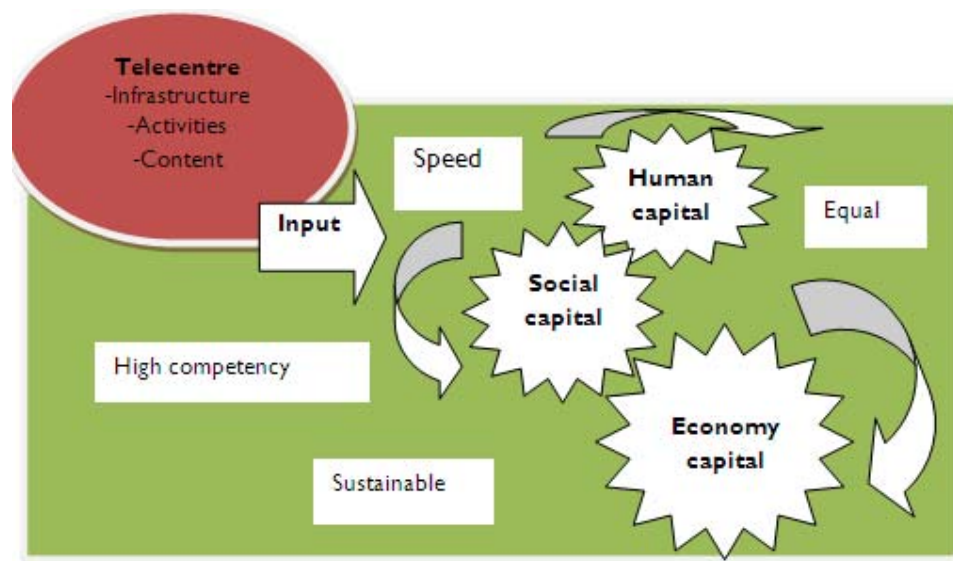 Telecentre
-Infrastructure
-Activities
-Content
Input
Speed
Human
capital
Equal
Social
capital
High competency
Economy
capital
Sustainable